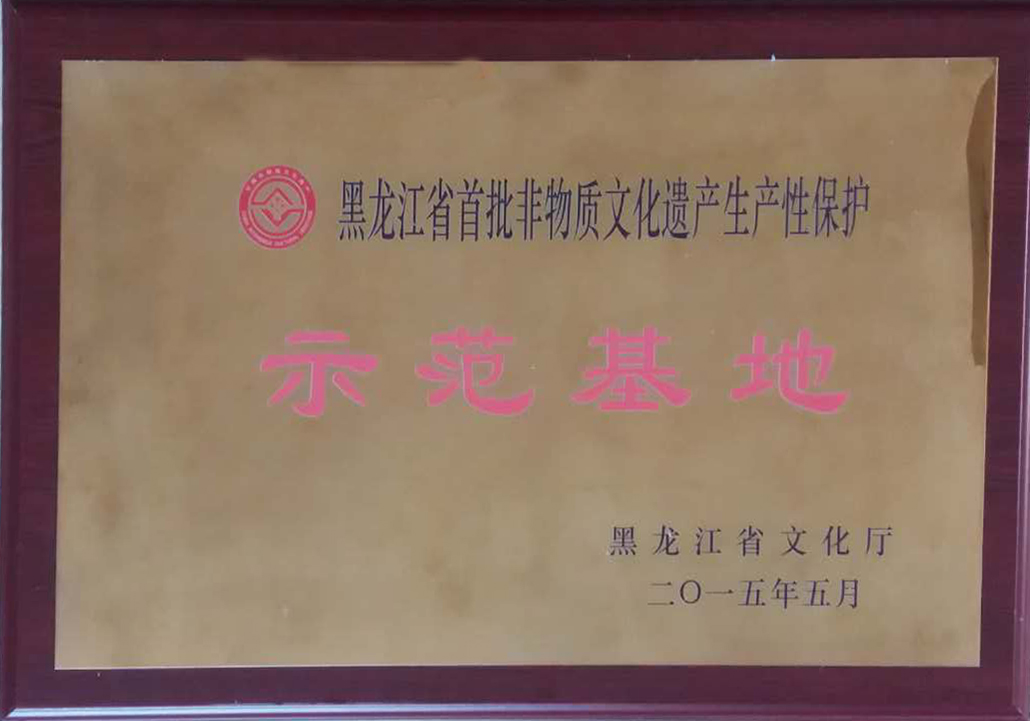 黑龙江省首批非物质文化遗产生产性保护
示范基地
黑龙江省文化厅
二〇一五年五月